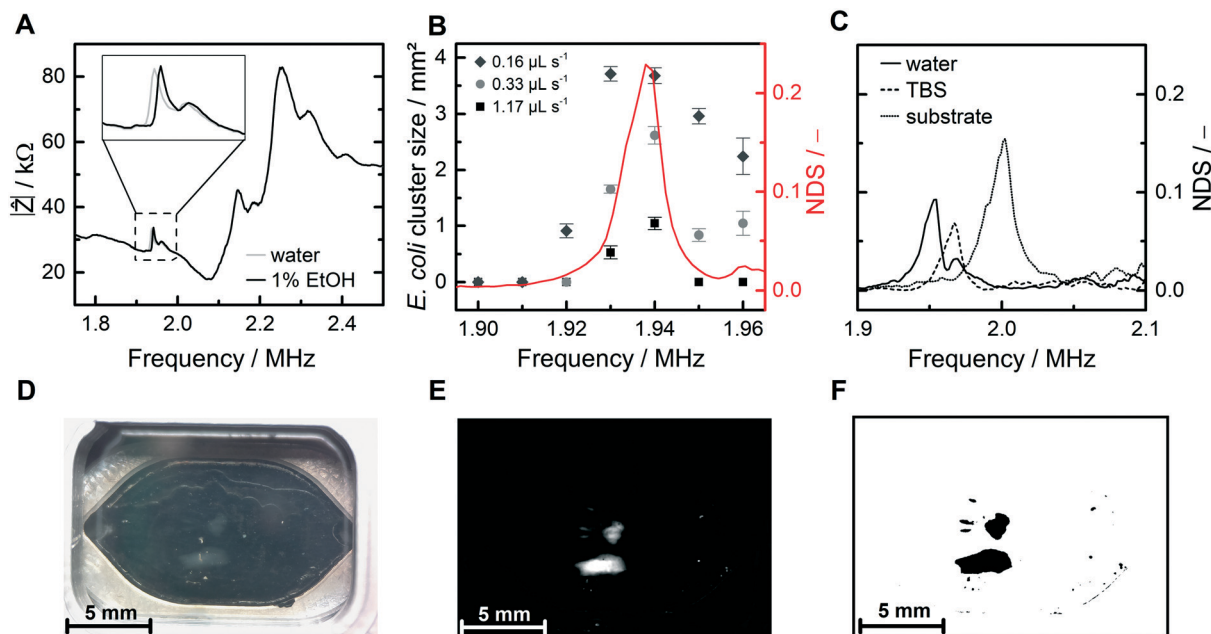 A
|Ẑ| / kΩ
80
60
40
20
1.8
2.0
2.2
2.4
Frequency / MHz
water
1% EtOH
B
E. coli cluster size / mm²
4
3
2
1
0
0.16 µL s⁻¹
0.33 µL s⁻¹
1.17 µL s⁻¹
1.90
1.92
1.94
1.96
Frequency / MHz
0.2
0.1
0.0
NDS / –
C
water
TBS
substrate
1.9
2.0
2.1
Frequency / MHz
0.2
0.1
0.0
NDS / –
D
5 mm
E
5 mm
F
5 mm